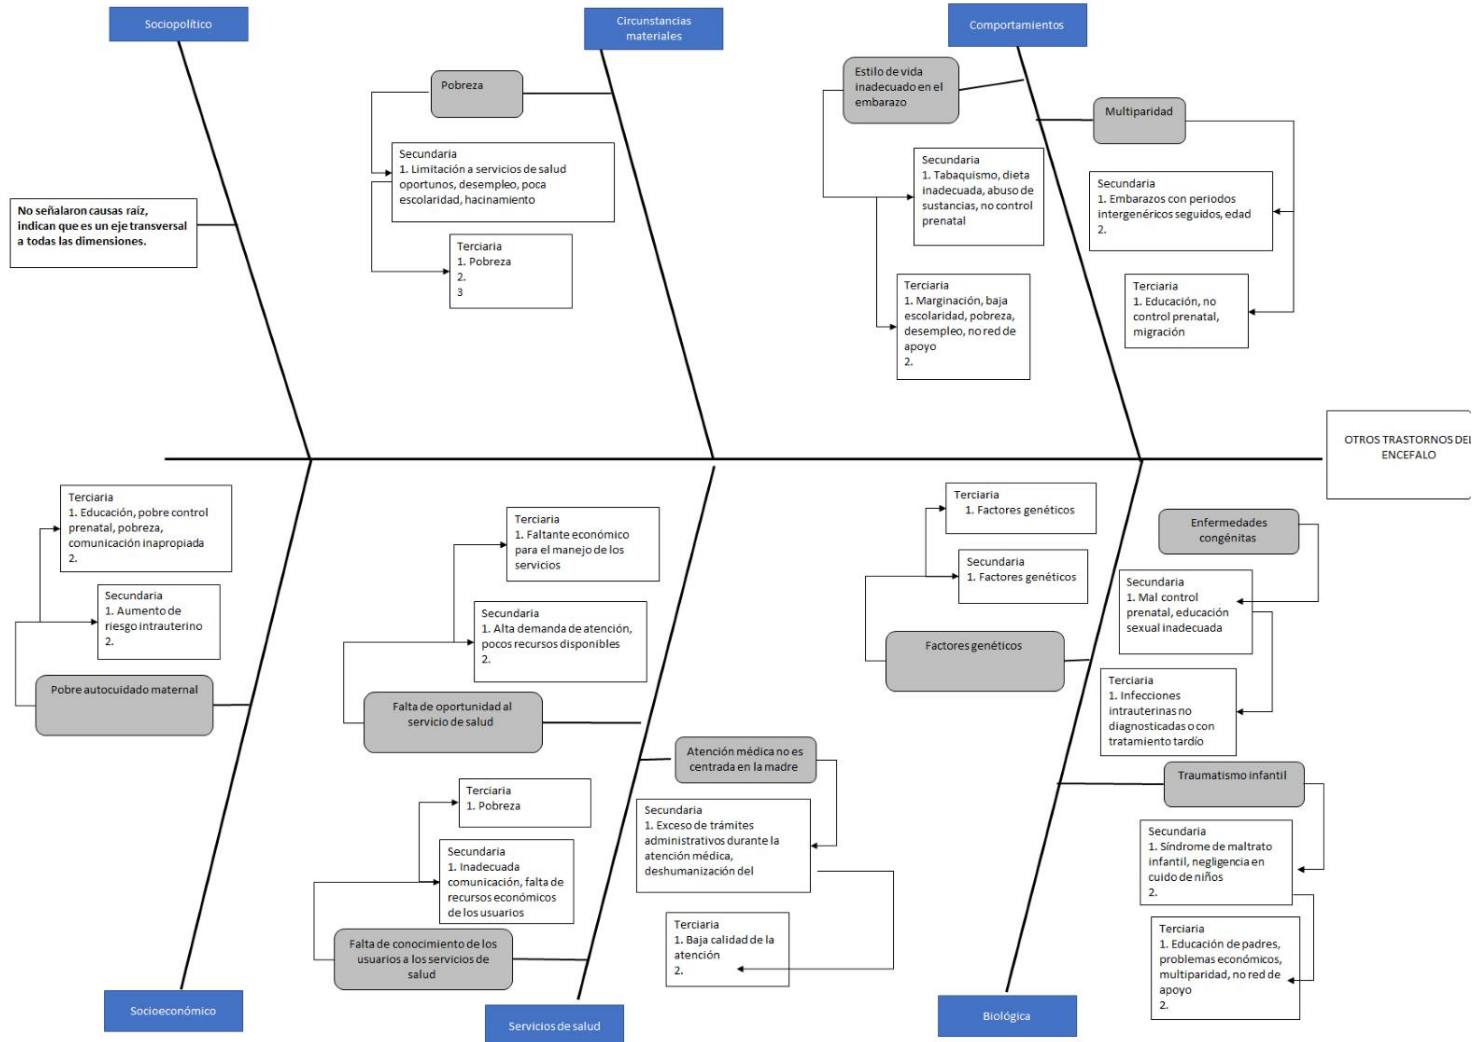 Sociopolítico
Circunstancias
materiales
Comportamientos
Pobreza
Estilo de vida
inadecuado en el
embarazo
Multiparidad
Secundaria
1. Limitación a servicios de salud
oportunos, desempleo, poca
escolaridad, hacinamiento
Secundaria
1. Tabaquismo, dieta
inadecuada, abuso de
sustancias, no control
prenatal
Secundaria
1. Embarazos con periodos
intergenéricos seguidos, edad
2.
No señalaron causas raíz,
indican que es un eje transversal
a todas las dimensiones.
Terciaria
1. Pobreza
2.
3
Terciaria
1. Marginación, baja
escolaridad, pobreza,
desempleo, no red de
apoyo
2.
Terciaria
1. Educación, no
control prenatal,
migración
OTROS TRASTORNOS DEL
ENCEFALO
Terciaria
1. Educación, pobre control
prenatal, pobreza,
comunicación inapropiada
2.
Secundaria
1. Aumento de
riesgo intrauterino
2.
Pobre autocuidado maternal
Terciaria
1. Faltante económico
para el manejo de los
servicios
Secundaria
1. Alta demanda de atención,
pocos recursos disponibles
2.
Falta de oportunidad al
servicio de salud
Atención médica no es
centrada en la madre
Terciaria
1. Pobreza
Secundaria
1. Inadecuada
comunicación, falta de
recursos económicos
de los usuarios
Falta de conocimiento de los
usuarios a los servicios de
salud
Secundaria
1. Exceso de trámites
administrativos durante la
atención médica,
deshumanización del
Terciaria
1. Baja calidad de la
atención
2.
Terciaria
1. Factores genéticos
Secundaria
1. Factores genéticos
Factores genéticos
Enfermedades
congénitas
Secundaria
1. Mal control
prenatal, educación
sexual inadecuada
Terciaria
1. Infecciones
intrauterinas no
diagnosticadas o con
tratamiento tardío
Traumatismo infantil
Secundaria
1. Síndrome de maltrato
infantil, negligencia en
cuido de niños
2.
Terciaria
1. Educación de padres,
problemas económicos,
multiparidad, no red de
apoyo
2.
Socioeconómico
Servicios de salud
Biológica